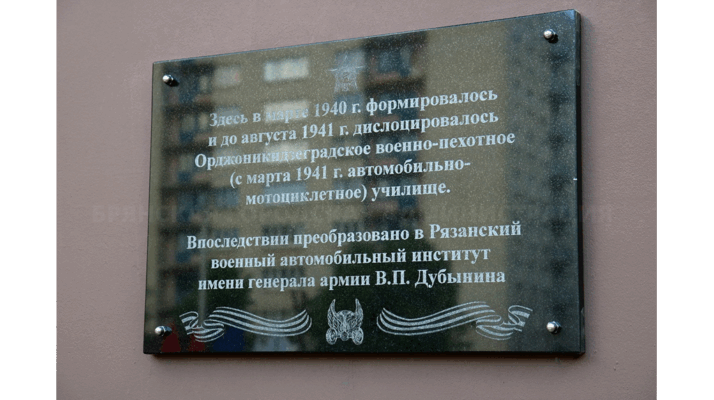 Здесь в марте 1940 г. формировалось
и до августа 1941 г. дислоцировалось
Орджоникидзеградское военно-пехотное
(с марта 1941 г. автомобильно-
мотоциклетное) училище.
Впоследствии преобразовано в Рязанский
военный автомобильный институт
имени генерала армии В.П. Дубынина